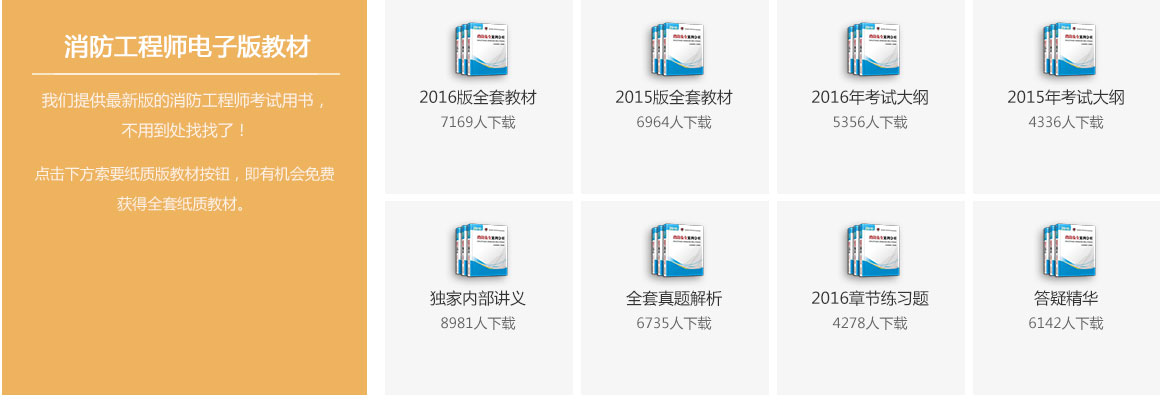 消防工程师电子版教材
我们提供最新版的消防工程师考试用书，
不用到处找找了！
点击下方索要纸质版教材按钮，即有机会免费
获得全套纸质教材。
2016版全套教材
7169人下载
2015版全套教材
6964人下载
2016年考试大纲
5356人下载
2015年考试大纲
4336人下载
独家内部讲义
8981人下载
全套真题解析
6735人下载
2016章节练习题
4278人下载
答疑精华
6142人下载